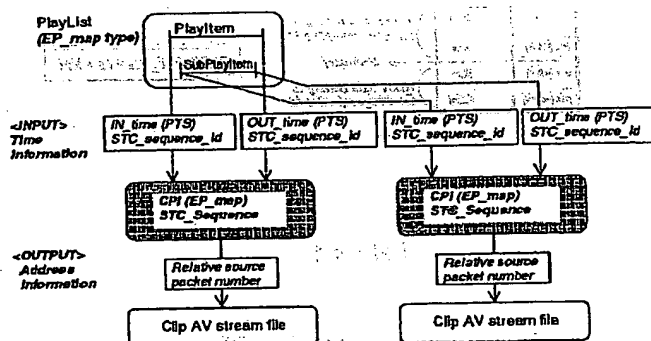 PlayList
(EP_map type)
PlayItem
SubPlayItem
<INPUT>
Time
Information
IN_time (PTS)
STC_sequence_id
OUT_time (PTS)
STC_sequence_id
IN_time (PTS)
STC_sequence_id
OUT_time (PTS)
STC_sequence_id
CPI (EP_map)
STC_Sequence
CPI (EP_map)
STC_Sequence
<OUTPUT>
Address
Information
Relative source
packet number
Relative source
packet number
Clip AV stream file
Clip AV stream file